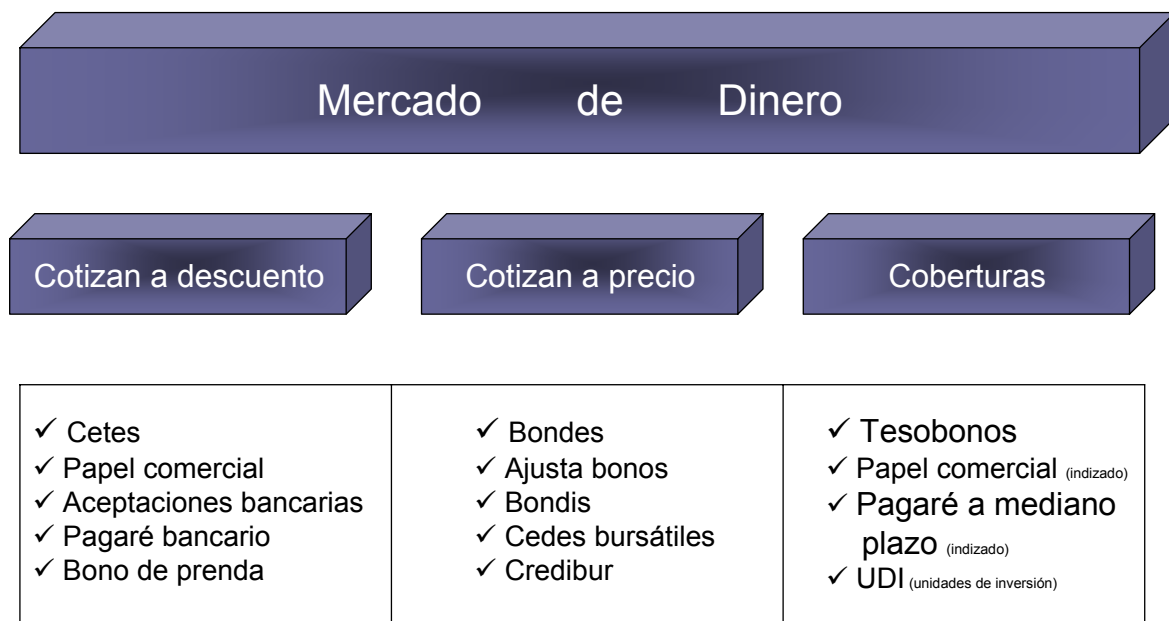 Mercado de Dinero
Cotizan a descuento
Cotizan a precio
Coberturas
✓ Cetes
✓ Papel comercial
✓ Aceptaciones bancarias
✓ Pagaré bancario
✓ Bono de prenda
✓ Bondes
✓ Ajusta bonos
✓ Bondis
✓ Cedes bursátiles
✓ Credibur
✓ Tesobonos
✓ Papel comercial (indizado)
✓ Pagaré a mediano
plazo (indizado)
✓ UDI (unidades de inversión)